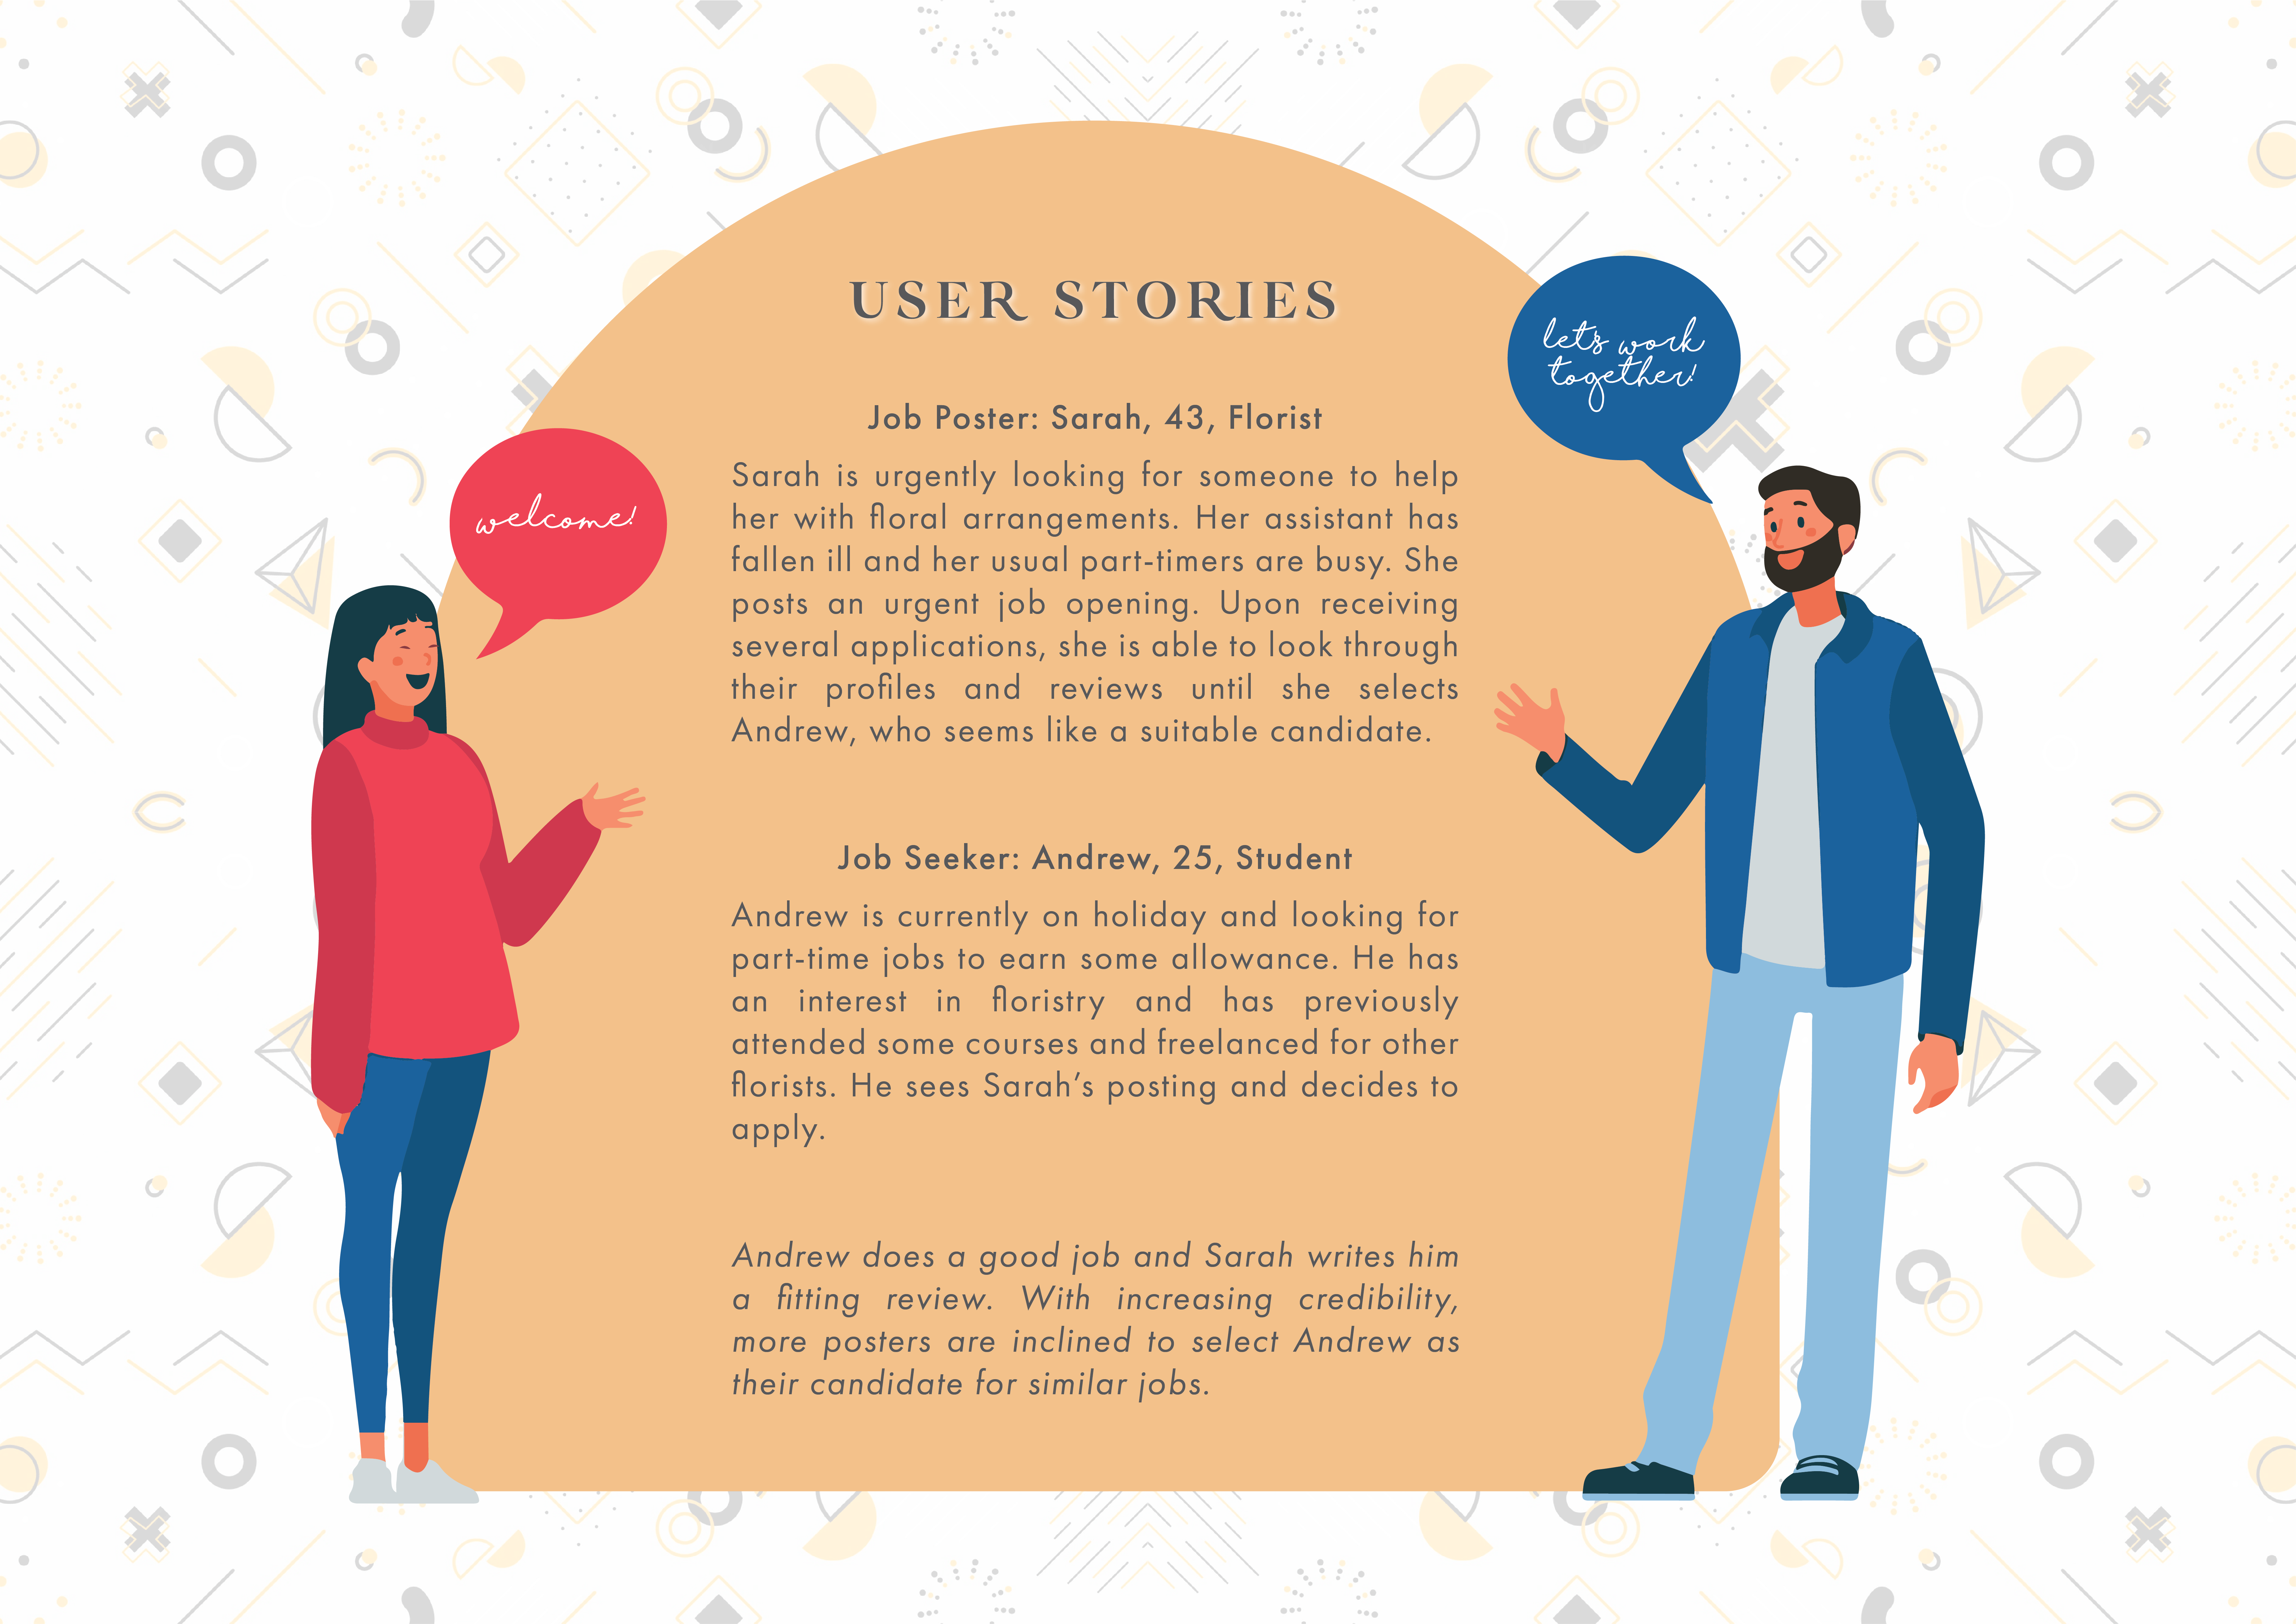 USER STORIES
let's work
together!
Job Poster: Sarah, 43, Florist
welcome!
Sarah is urgently looking for someone to help
her with floral arrangements. Her assistant has
fallen ill and her usual part-timers are busy. She
posts an urgent job opening. Upon receiving
several applications, she is able to look through
their profiles and reviews until she selects
Andrew, who seems like a suitable candidate.
Job Seeker: Andrew, 25, Student
Andrew is currently on holiday and looking for
part-time jobs to earn some allowance. He has
an interest in floristry and has previously
attended some courses and freelanced for other
florists. He sees Sarah’s posting and decides to
apply.
Andrew does a good job and Sarah writes him
a fitting review. With increasing credibility,
more posters are inclined to select Andrew as
their candidate for similar jobs.